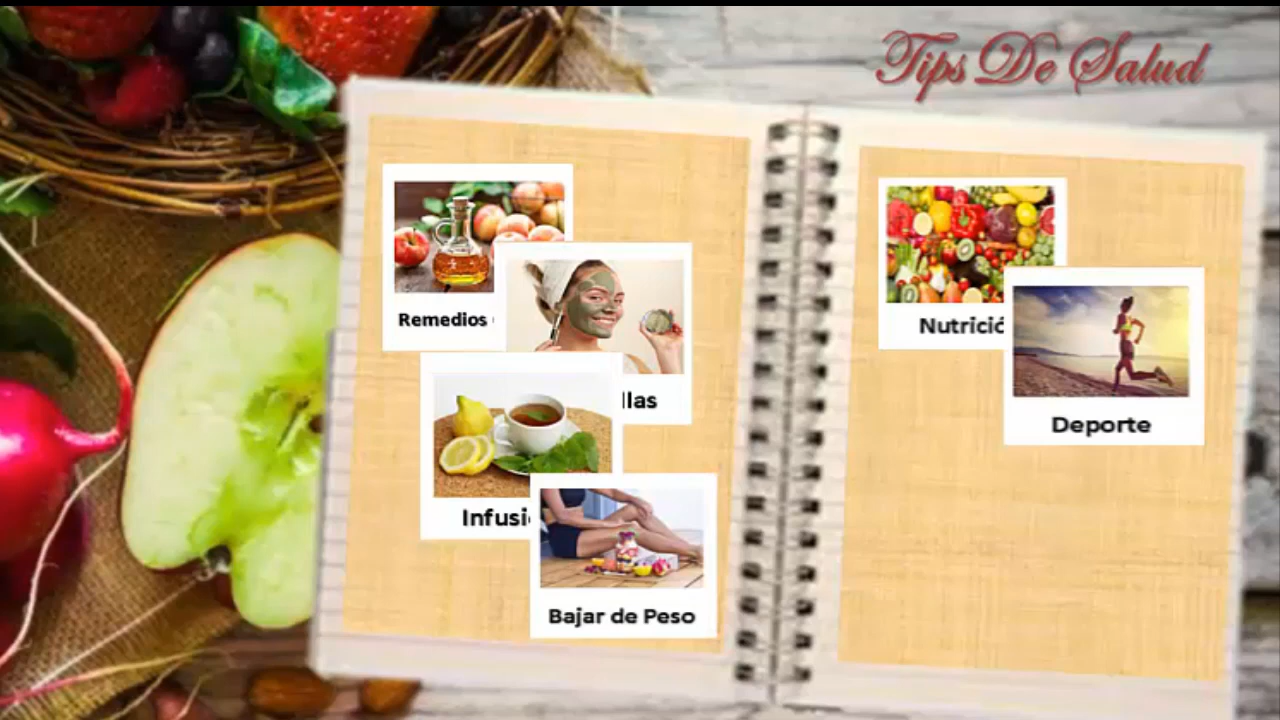 Tips De Salud
Remedios
Nutrició
llas
Deporte
Infusi
Bajar de Peso